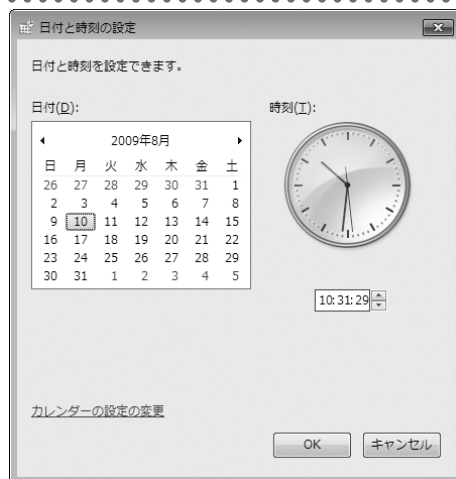 日付と時刻の設定
日付と時刻を設定できます。
日付(D):
時刻(T):
2009年8月
日 月 火 水 木 金 土
26 27 28 29 30 31 1
2 3 4 5 6 7 8
9 10 11 12 13 14 15
16 17 18 19 20 21 22
23 24 25 26 27 28 29
30 31 1 2 3 4 5
10:31:29
カレンダーの設定の変更
OK キャンセル